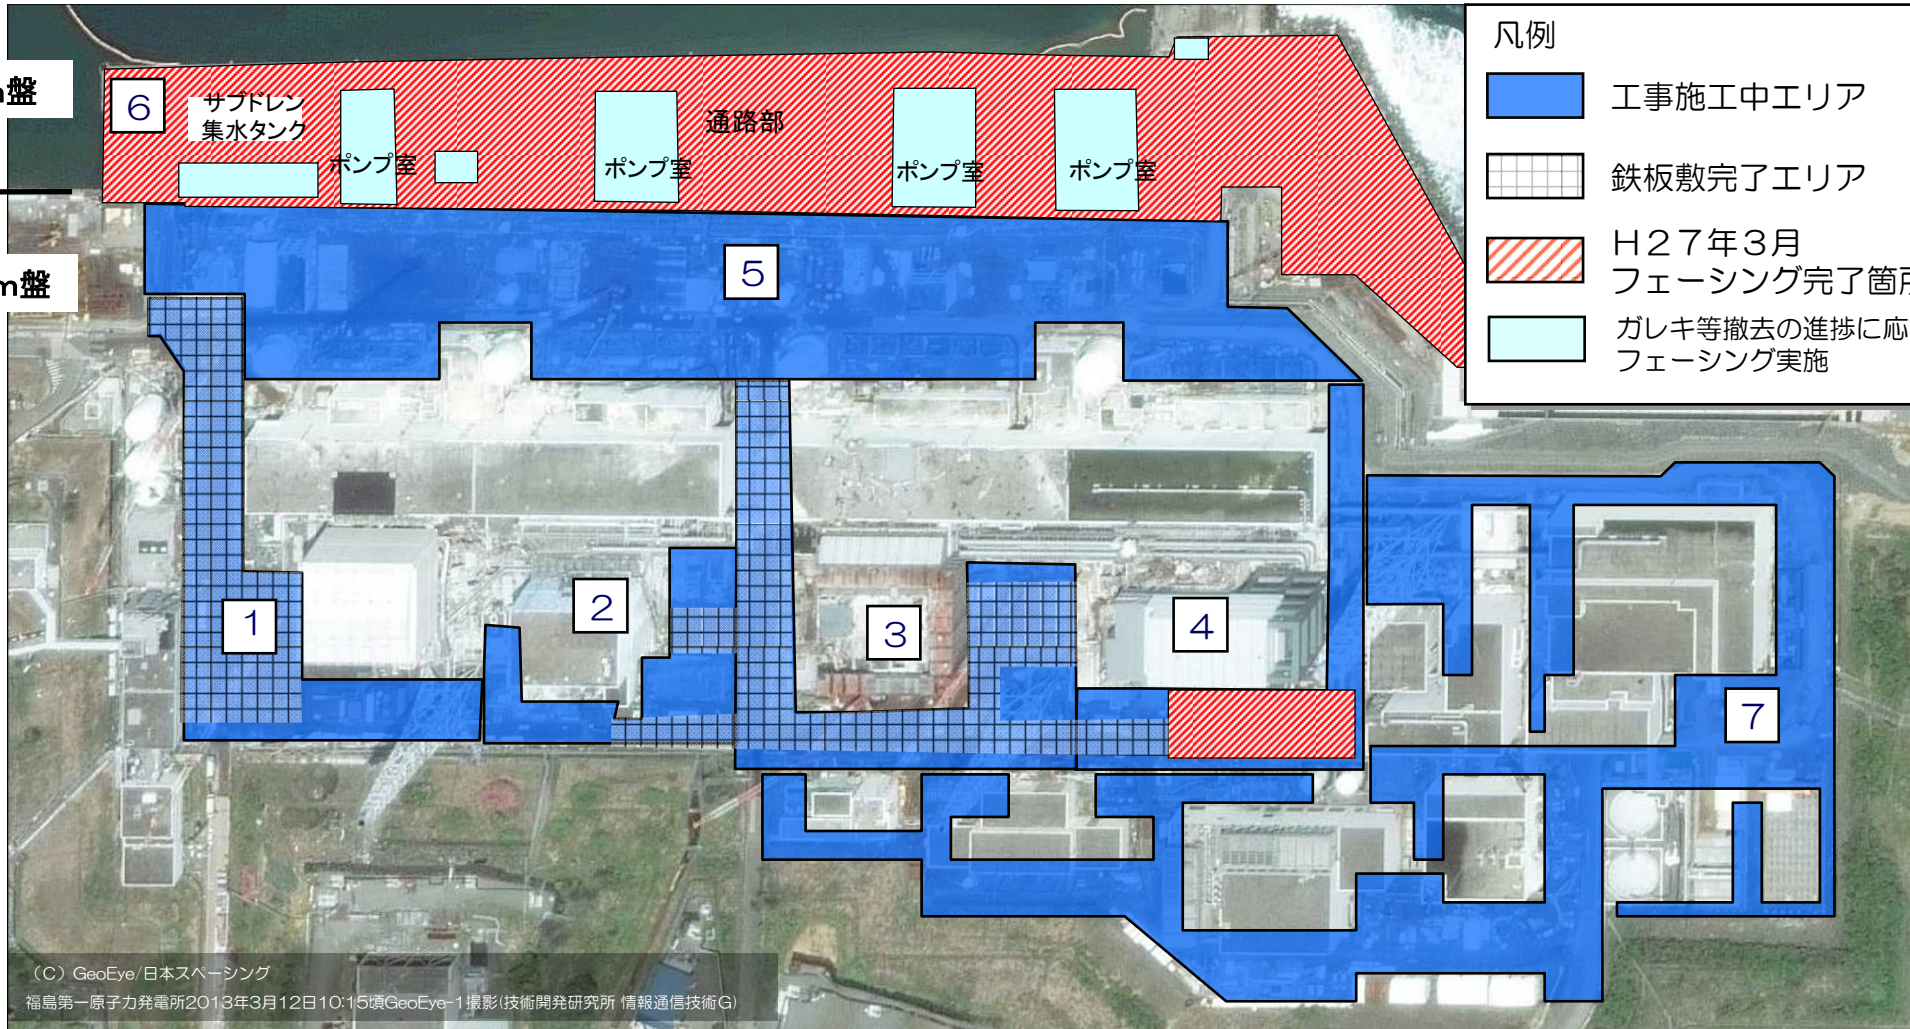 盤
m盤
凡例
工事施工中エリア
鉄板敷完了エリア
H27年3月
フェーシング完了箇所
ガレキ等撤去の進捗に応
フェーシング実施
6
サブドレン
集水タンク
ポンプ室
ポンプ室
通路部
ポンプ室
ポンプ室
5
1
2
3
4
7
(C) GeoEye/日本スペーシング
福島第一原子力発電所2013年3月12日10:15頃GeoEye-1撮影(技術開発研究所 情報通信技術G)